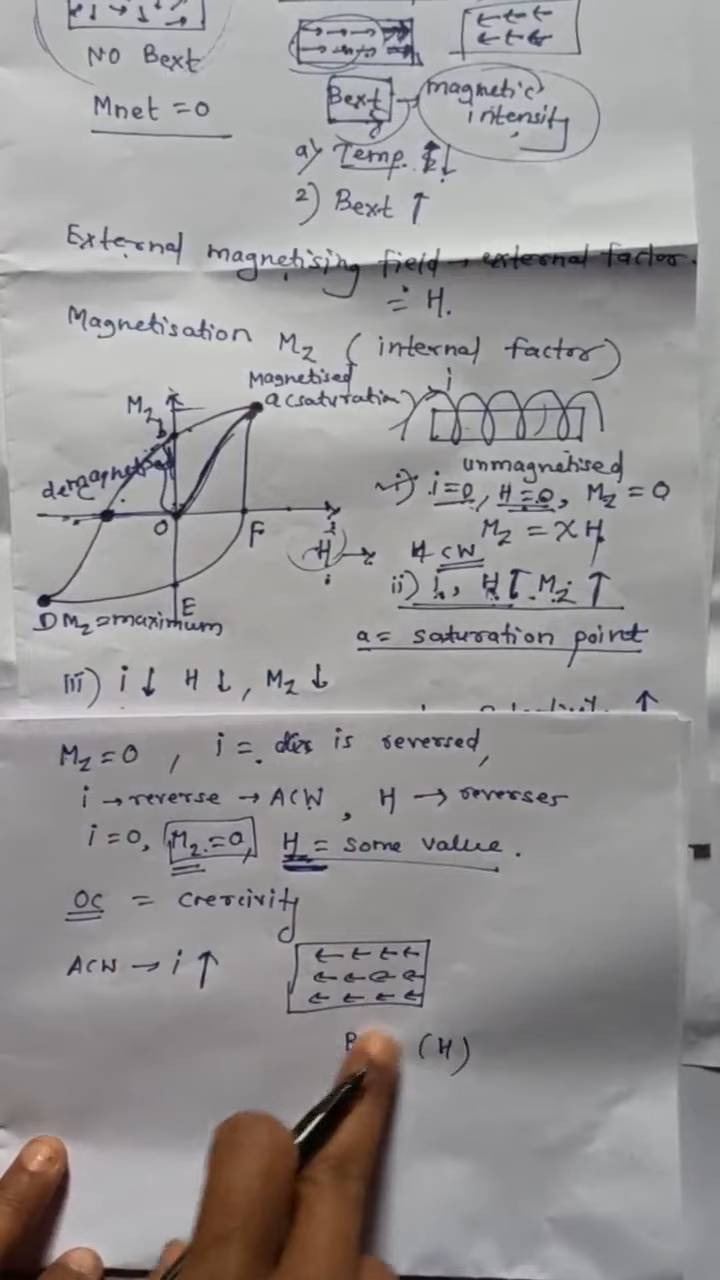 NO Bext
Mnet = 0
Bext → magnetic intensity
a) Temp. ↑↓
2) Bext ↑
External magnetising field → external factor.
= H.
Magnetisation Mz ( internal factor)
Mz
Magnetised
a (saturation)
i
demagnetised
b
O
F
H
i
E
D Mz = maximum
unmagnetised
i) i=0, H=0, Mz = 0
Mz = χH
CW
ii) i, H↑ Mz ↑
a = saturation point
III) i ↓ H ↓, Mz ↓
↑
Mz = 0 , i = dir is reversed,
i → reverse → ACW , H → reverses
i = 0, Mz = 0, H = some value.
OC = Crercivity
ACW → i ↑
(H)